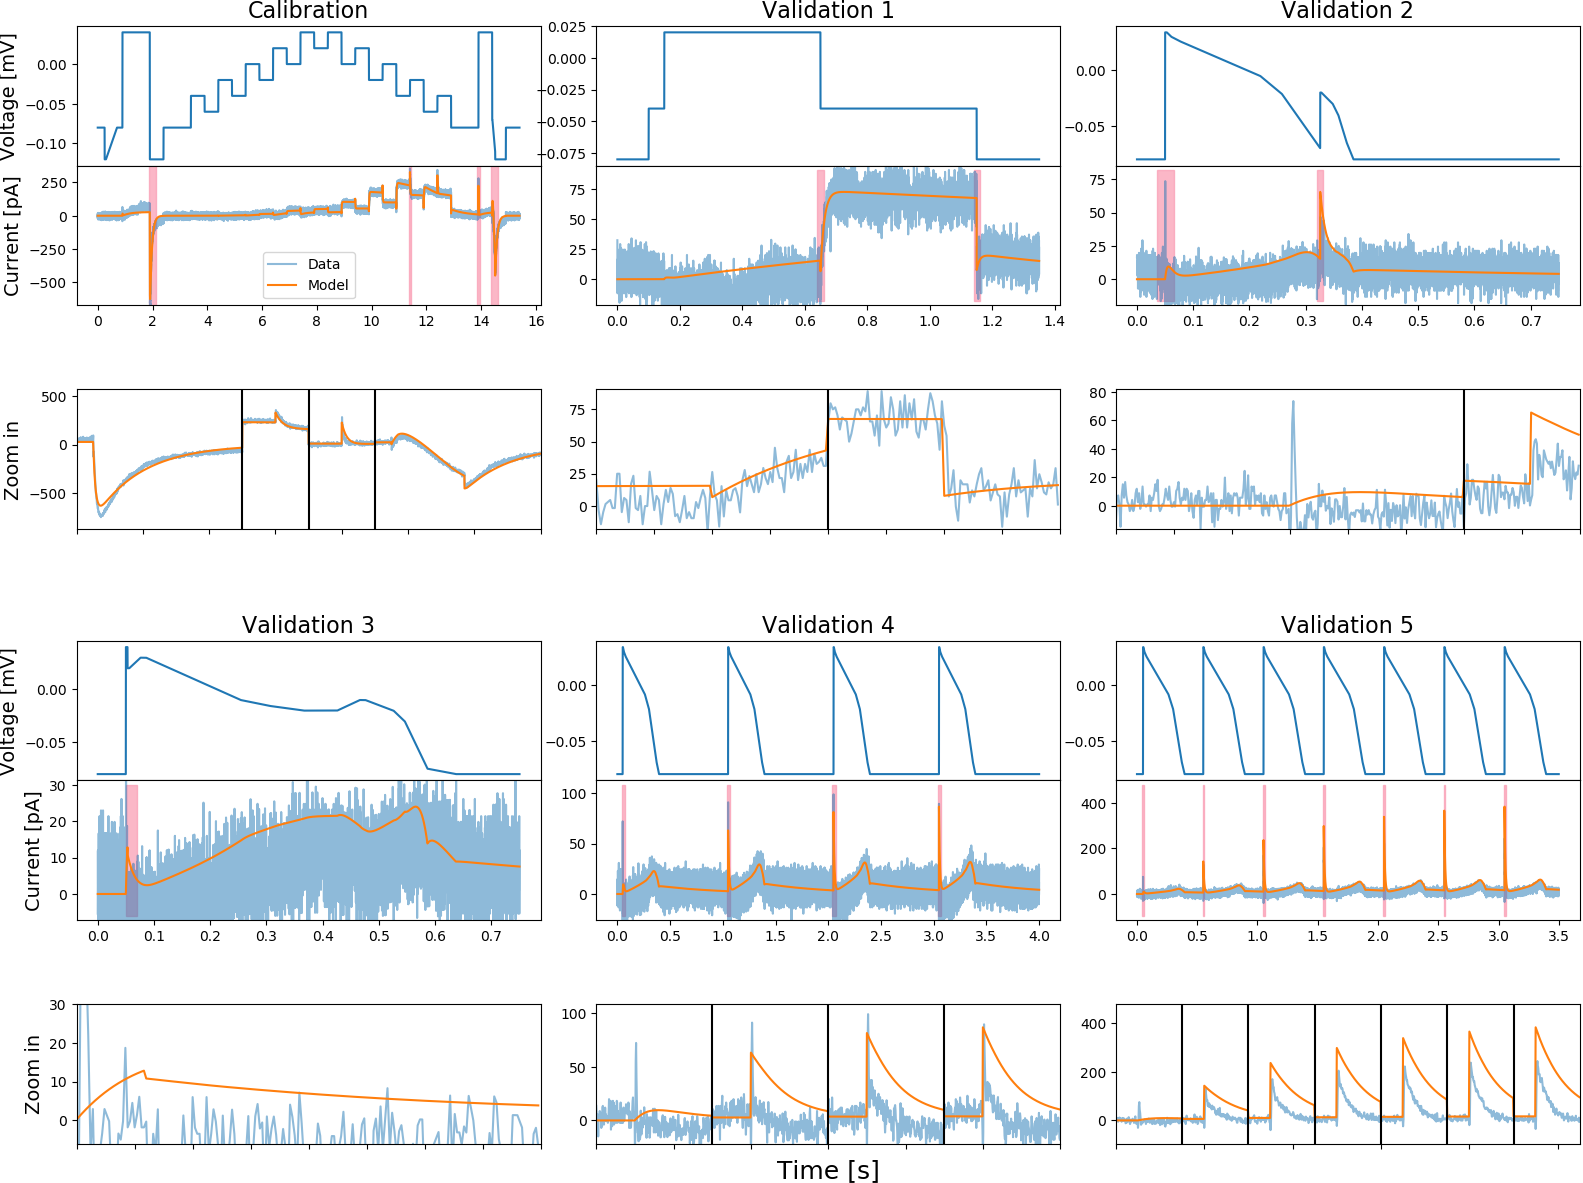 Calibration
Validation 1
Validation 2
Voltage [mV]
0.00
−0.05
−0.10
0.025
0.000
−0.025
−0.050
−0.075
0.00
−0.05
Current [pA]
250
0
−250
−500
Data
Model
75
50
25
0
75
50
25
0
0 2 4 6 8 10 12 14 16
0.0 0.2 0.4 0.6 0.8 1.0 1.2 1.4
0.0 0.1 0.2 0.3 0.4 0.5 0.6 0.7
Zoom in
500
0
−500
75
50
25
0
80
60
40
20
0
Validation 3
Validation 4
Validation 5
Voltage [mV]
0.00
−0.05
0.00
−0.05
0.00
−0.05
Current [pA]
30
20
10
0
100
50
0
400
200
0
0.0 0.1 0.2 0.3 0.4 0.5 0.6 0.7
0.0 0.5 1.0 1.5 2.0 2.5 3.0 3.5 4.0
0.0 0.5 1.0 1.5 2.0 2.5 3.0 3.5
Zoom in
30
20
10
0
100
50
0
400
200
0
Time [s]